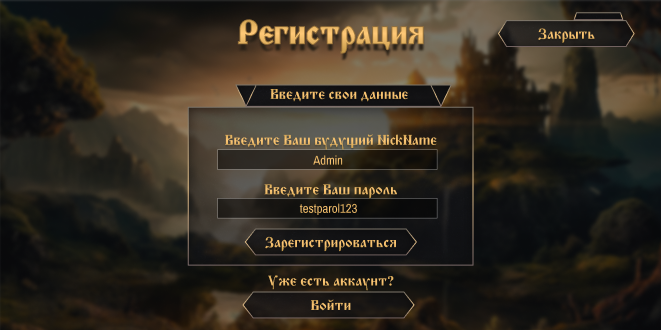 Регистрация
Закрыть
Введите свои данные
Введите Ваш будущий NickName
Admin
Введите Ваш пароль
testparol123
Зарегистрироваться
Уже есть аккаунт?
Войти